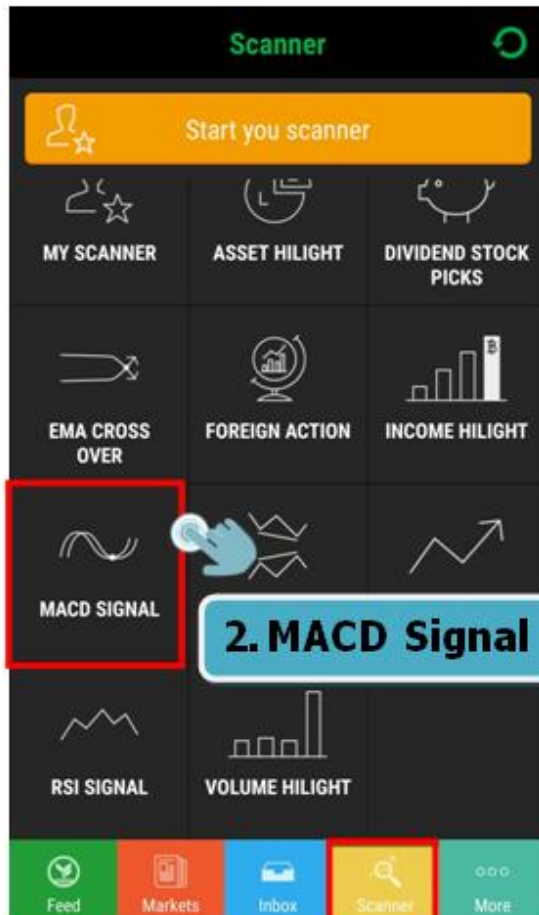 Scanner
Start you scanner
MY SCANNER
ASSET HILIGHT
DIVIDEND STOCK
PICKS
EMA CROSS
OVER
FOREIGN ACTION
INCOME HILIGHT
MACD SIGNAL
2. MACD Signal
RSI SIGNAL
VOLUME HILIGHT
Feed
Markets
Inbox
Scanner
More